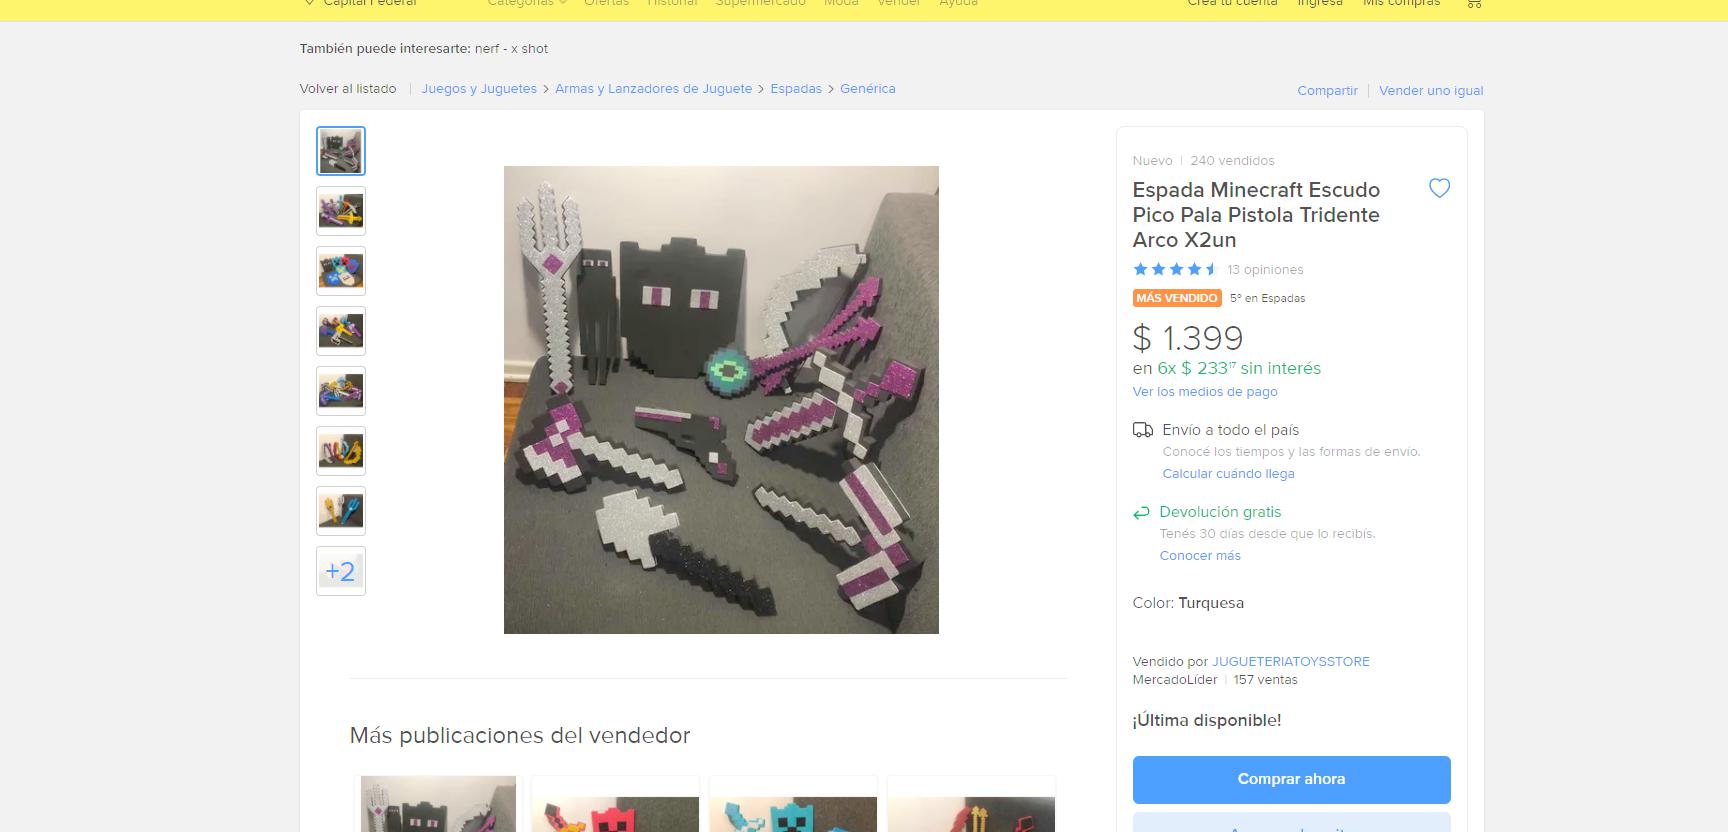 Capital Federal
Categorías Ofertas Historial Supermercado Moda Vender Ayuda
Creá tu cuenta Ingresá Mis compras
También puede interesarte: nerf - x shot
Volver al listado | Juegos y Juguetes > Armas y Lanzadores de Juguete > Espadas > Genérica
Compartir | Vender uno igual
+2
Nuevo | 240 vendidos
Espada Minecraft Escudo
Pico Pala Pistola Tridente
Arco X2un
13 opiniones
MÁS VENDIDO 5º en Espadas
$ 1.399
en 6x $ 233¹⁷ sin interés
Ver los medios de pago
Envío a todo el país
Conocé los tiempos y las formas de envío.
Calcular cuándo llega
Devolución gratis
Tenés 30 días desde que lo recibís.
Conocer más
Color: Turquesa
Vendido por JUGUETERIATOYSSTORE
MercadoLíder | 157 ventas
¡Última disponible!
Comprar ahora
Más publicaciones del vendedor